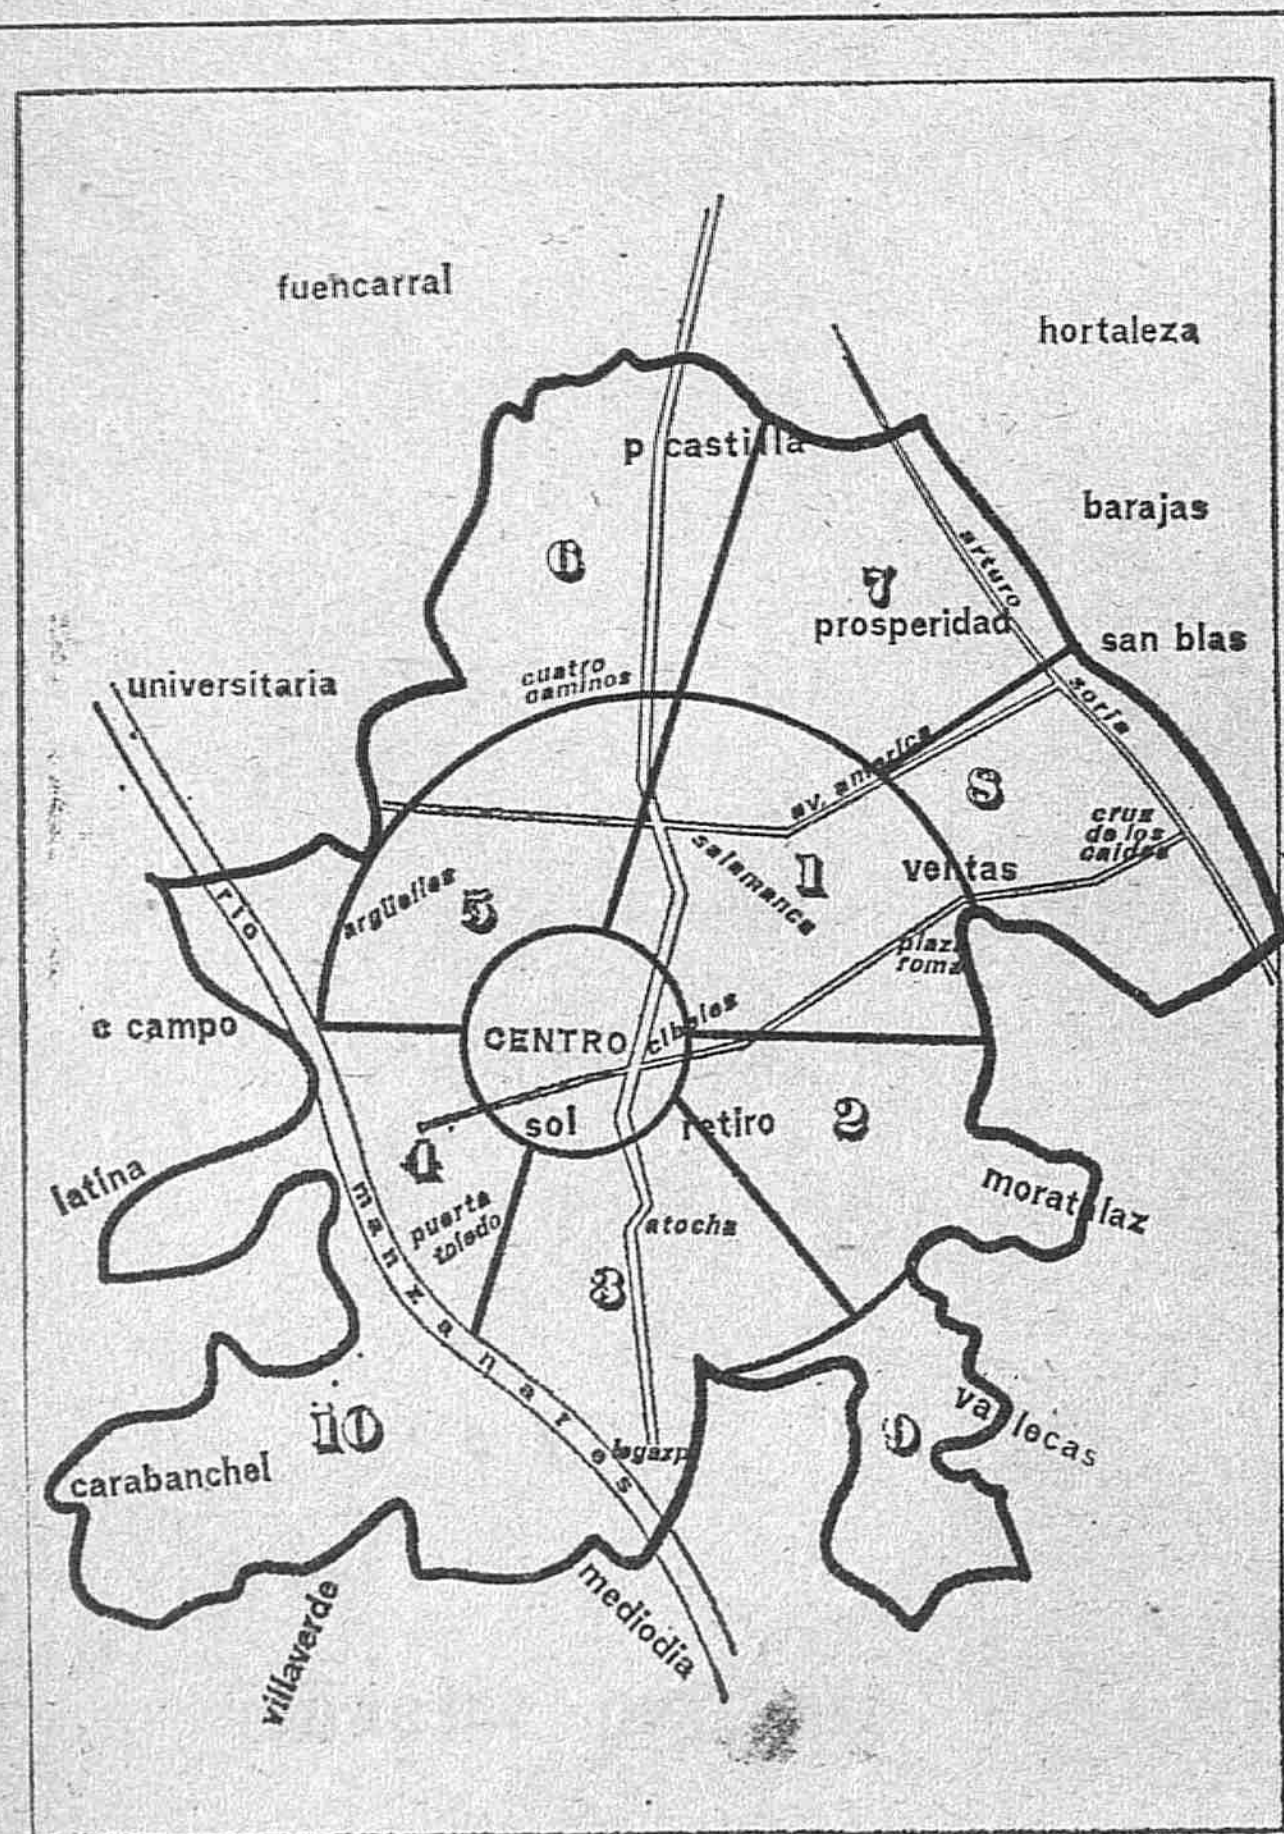 fuencarral
hortaleza
p castilla
barajas
6
arturo
7
prosperidad
san blas
cuatro
caminos
universitaria
soria
av. america
8
cruz
de los
caidos
salamanca
1
ventas
argüelles
5
rio
plaza
roma
c campo
CENTRO
cibeles
sol
retiro
2
4
latina
moratalaz
puerta
toledo
manzanares
atocha
3
vallecas
10
9
legazpi
carabanchel
mediodia
villaverde